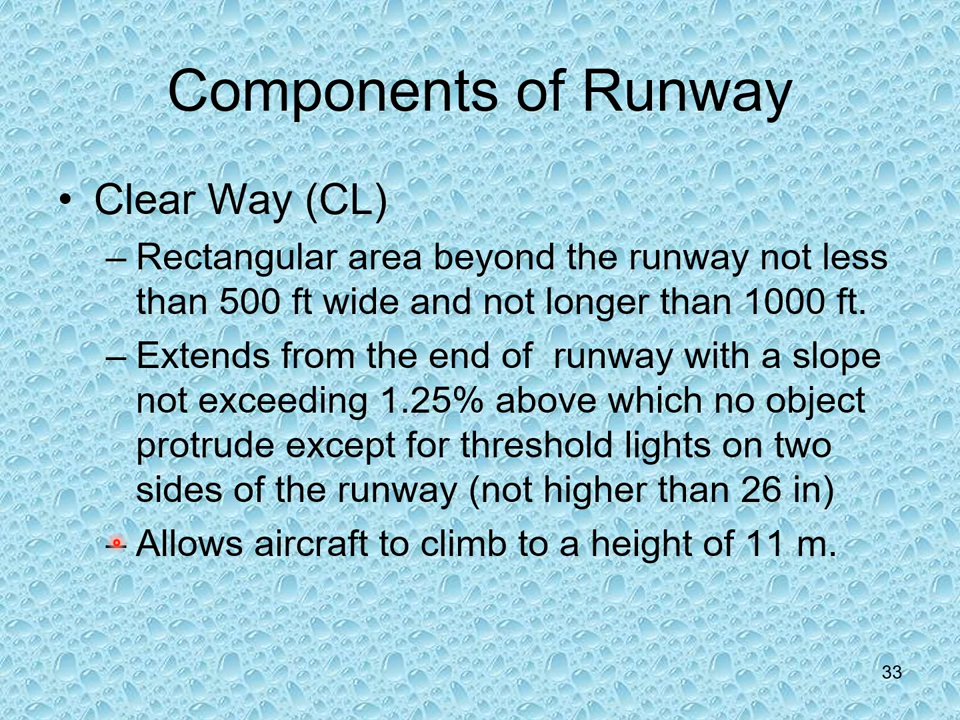 Components of Runway
• Clear Way (CL)
– Rectangular area beyond the runway not less
than 500 ft wide and not longer than 1000 ft.
– Extends from the end of  runway with a slope
not exceeding 1.25% above which no object
protrude except for threshold lights on two
sides of the runway (not higher than 26 in)
– Allows aircraft to climb to a height of 11 m.
33